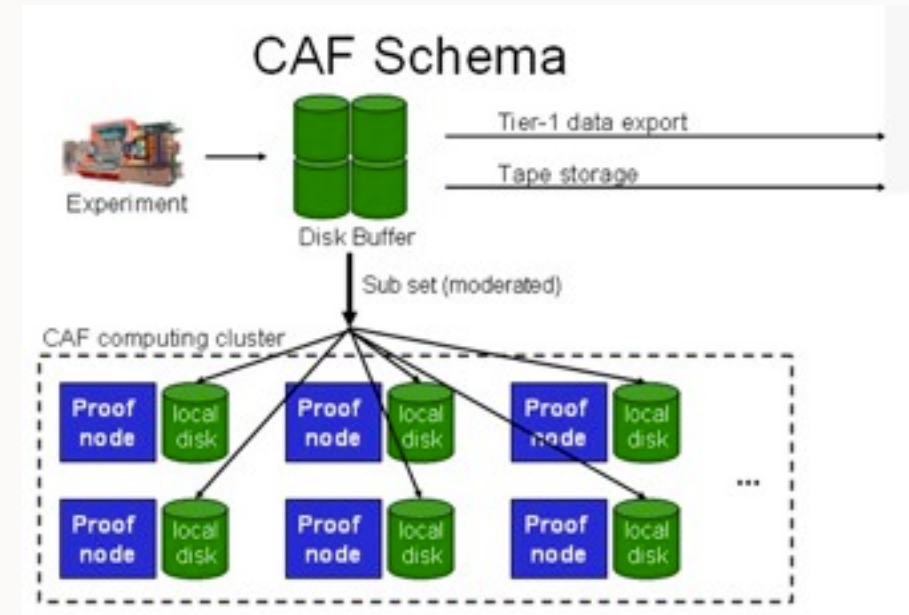 CAF Schema
Tier-1 data export
Tape storage
Experiment
Disk Buffer
Sub set (moderated)
CAF computing cluster
Proof node
local disk
Proof node
local disk
Proof node
local disk
...
Proof node
local disk
Proof node
local disk
Proof node
local disk